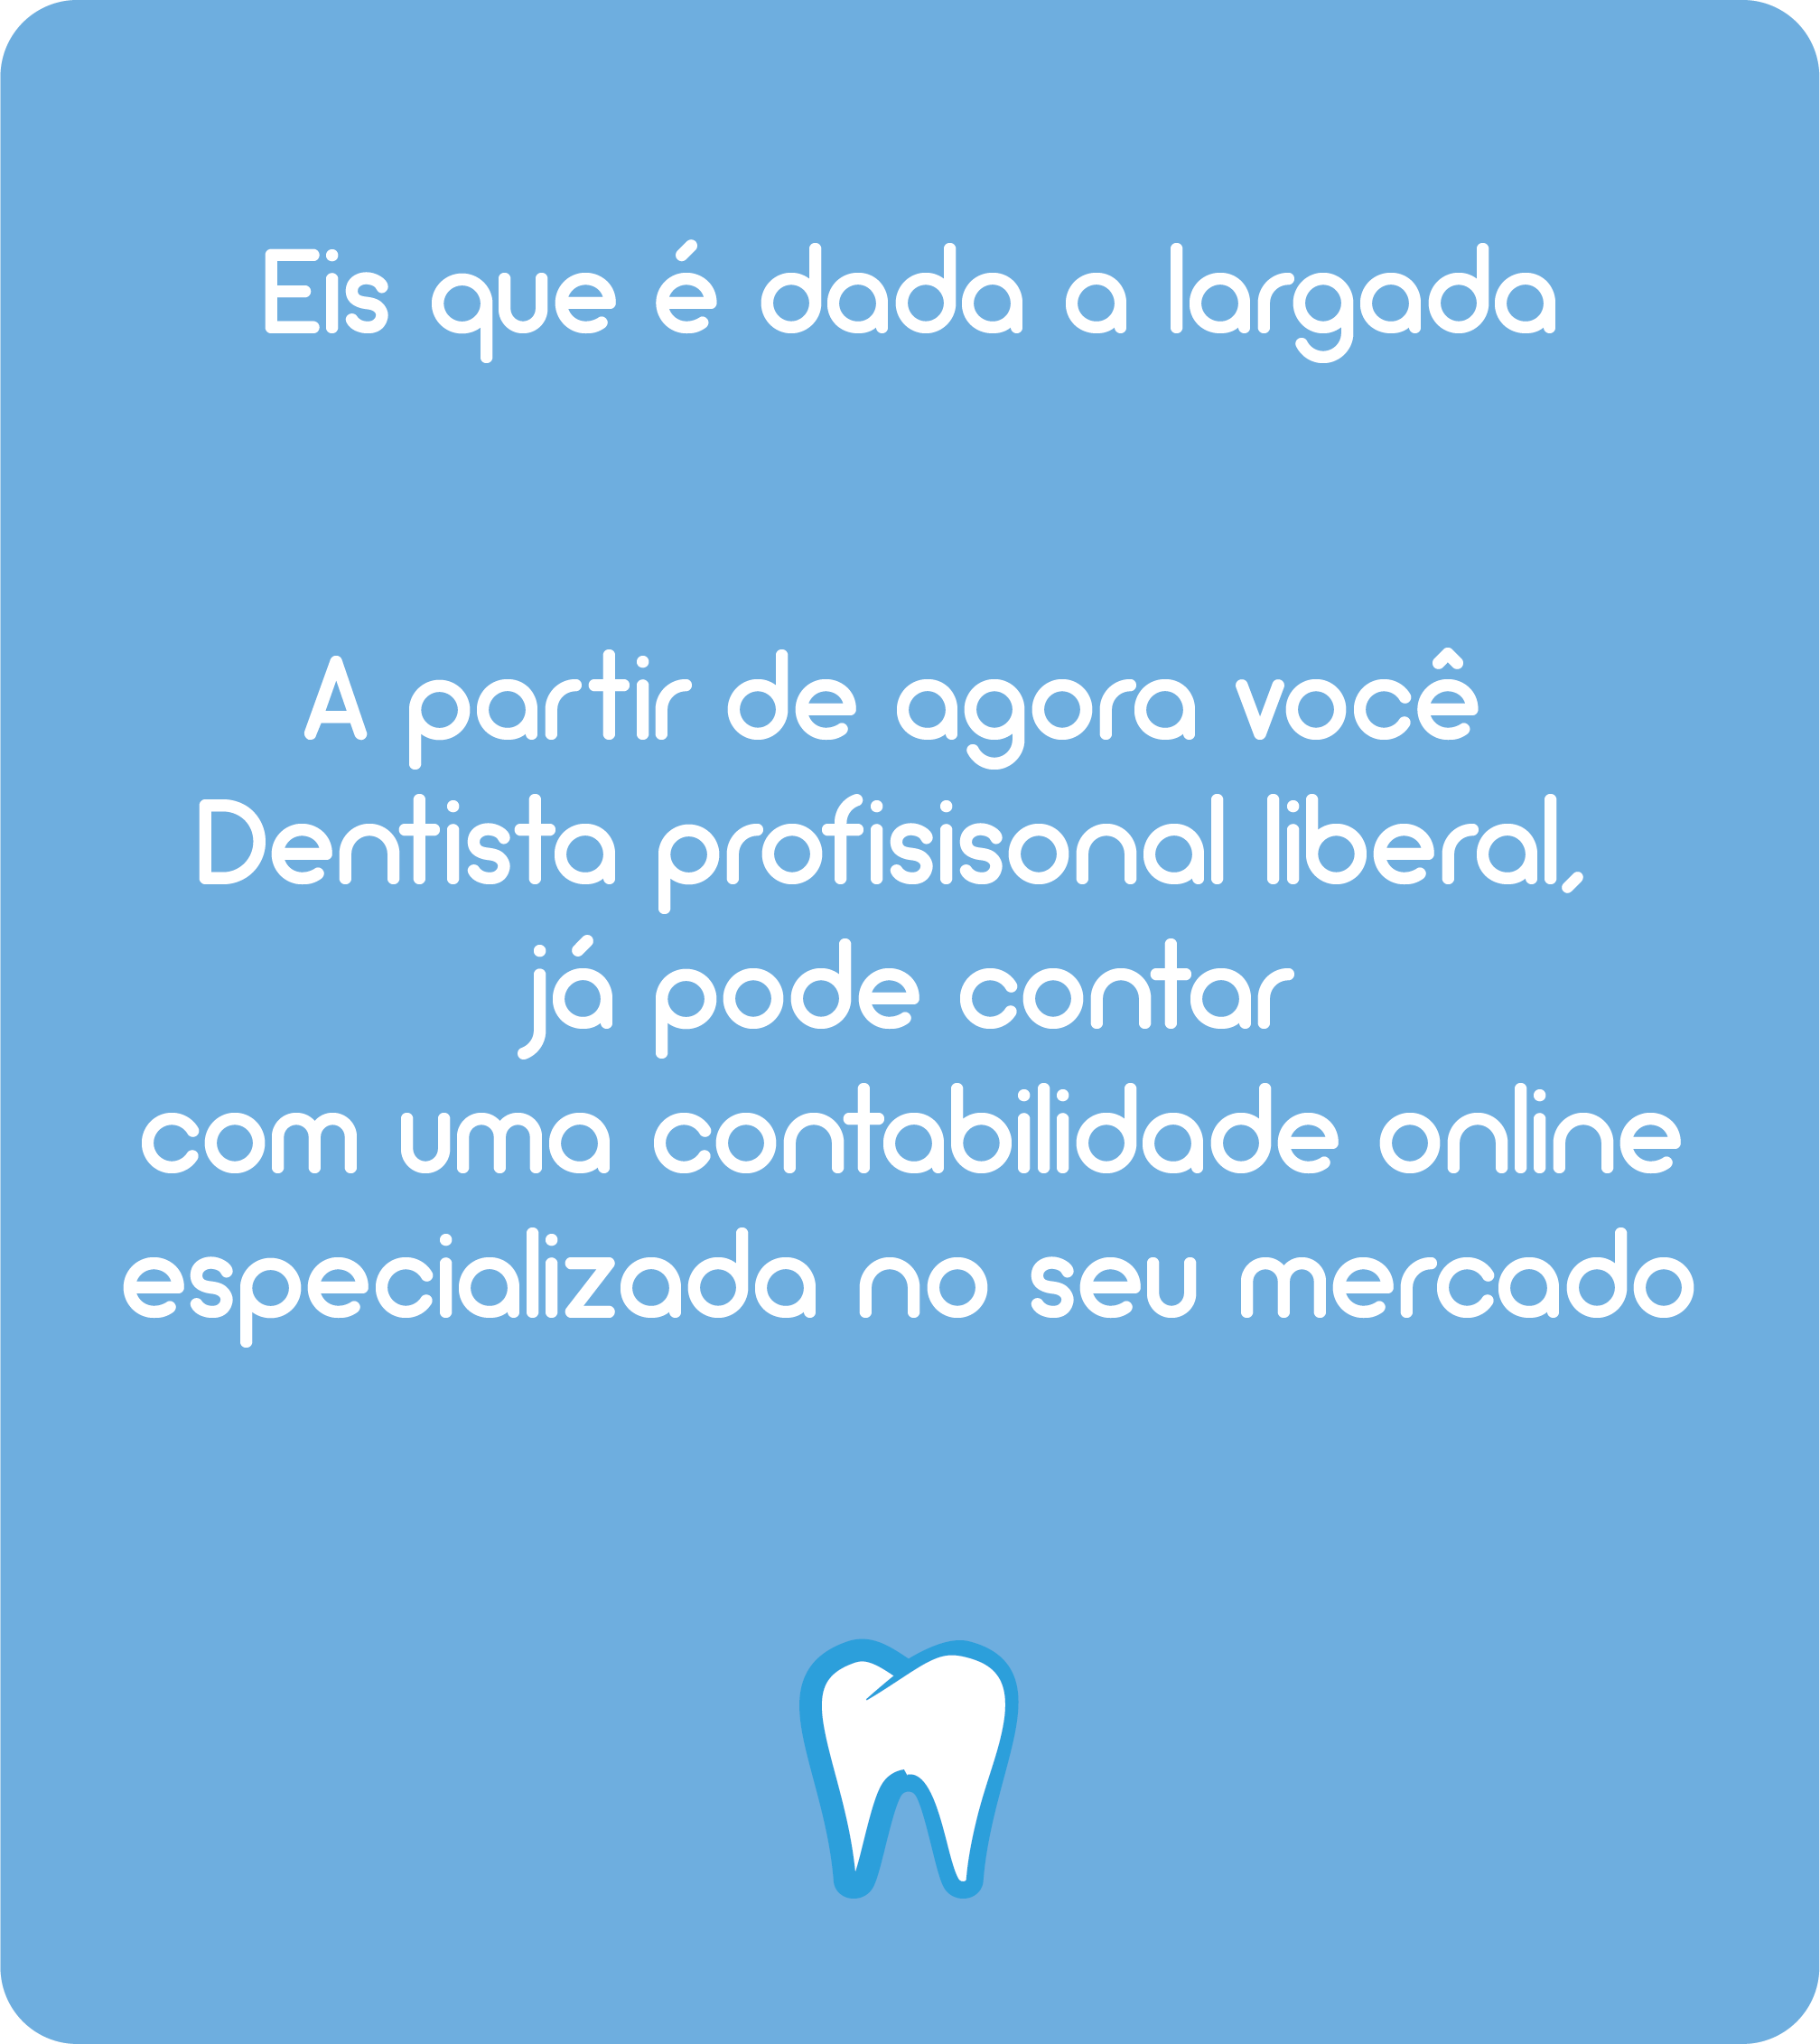 Eis que é dada a largada
A partir de agora você
Dentista profisisonal liberal,
já pode contar
com uma contabilidade online
especializada no seu mercado